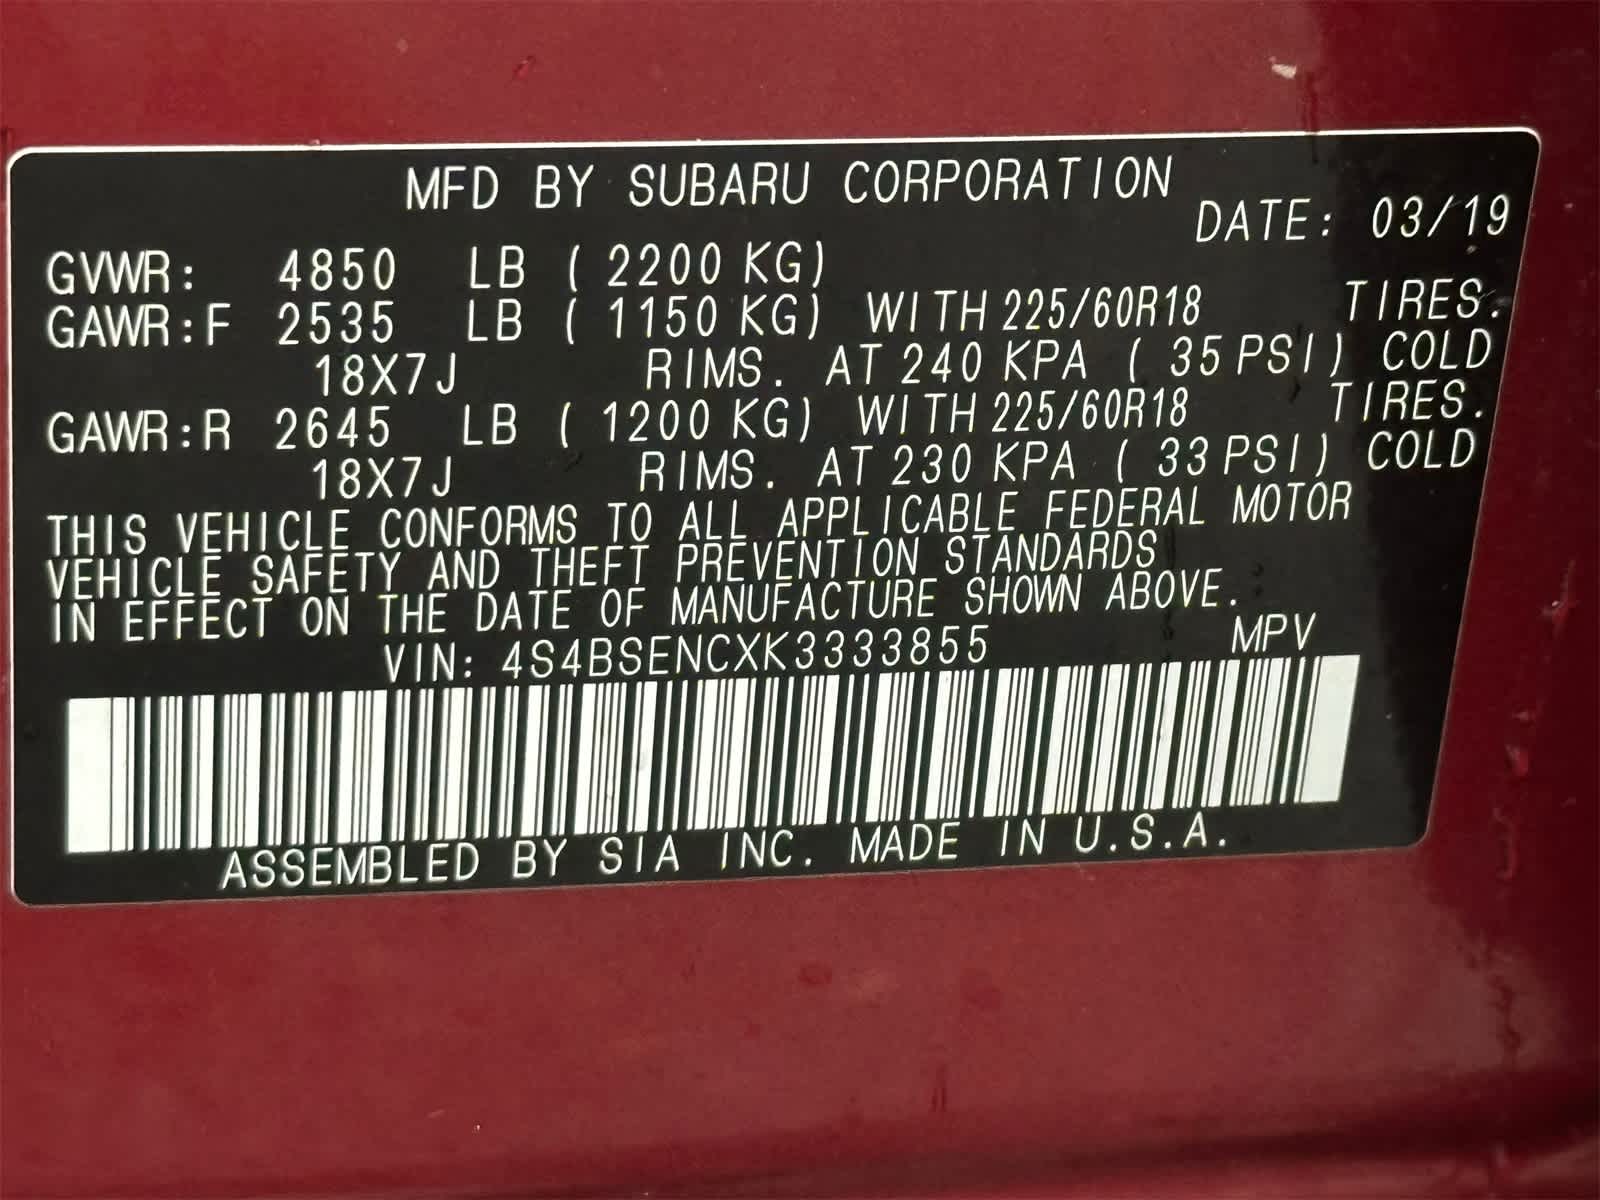 MFD BY SUBARU CORPORATION
DATE: 03/19
GVWR: 4850 LB ( 2200 KG)
GAWR:F 2535 LB ( 1150 KG) WITH 225/60R18 TIRES.
18X7J RIMS. AT 240 KPA ( 35 PSI) COLD
GAWR:R 2645 LB ( 1200 KG) WITH 225/60R18 TIRES.
18X7J RIMS. AT 230 KPA ( 33 PSI) COLD
THIS VEHICLE CONFORMS TO ALL APPLICABLE FEDERAL MOTOR
VEHICLE SAFETY AND THEFT PREVENTION STANDARDS
IN EFFECT ON THE DATE OF MANUFACTURE SHOWN ABOVE.
VIN: 4S4BSENCXK3333855 MPV
ASSEMBLED BY SIA INC. MADE IN U.S.A.